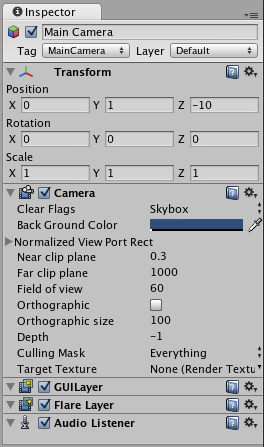 Inspector
Main Camera
Tag MainCamera Layer Default
Transform
Position
X 0 Y 1 Z -10
Rotation
X 0 Y 0 Z 0
Scale
X 1 Y 1 Z 1
Camera
Clear Flags Skybox
Back Ground Color
Normalized View Port Rect
Near clip plane 0.3
Far clip plane 1000
Field of view 60
Orthographic
Orthographic size 100
Depth -1
Culling Mask Everything
Target Texture None (Render Textu
GUILayer
Flare Layer
Audio Listener